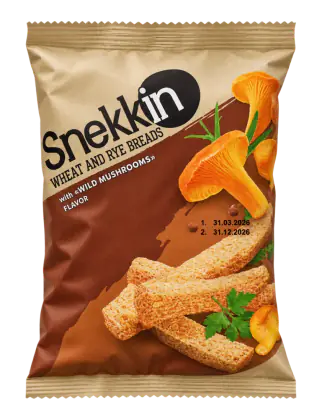 Snekkin
WHEAT AND RYE BREADS
with «WILD MUSHROOMS»
FLAVOR
1. 31.03.2026
2. 31.12.2026